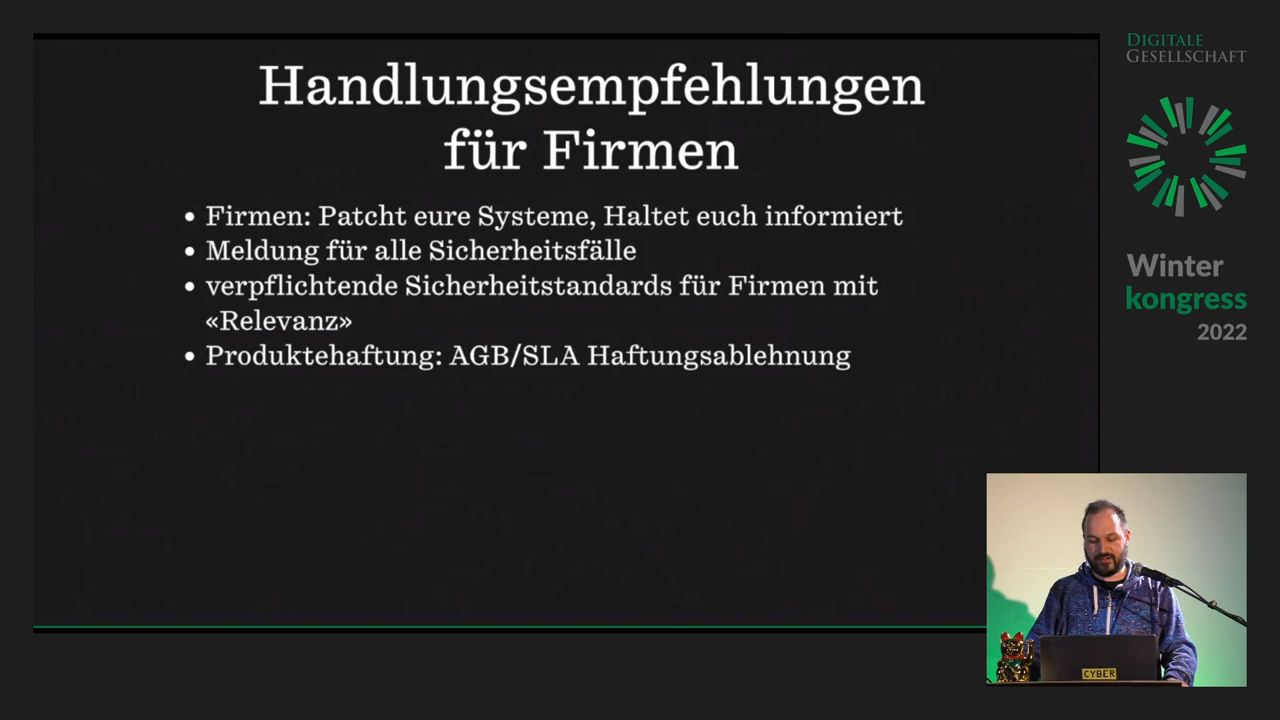 Handlungsempfehlungen
für Firmen
• Firmen: Patcht eure Systeme, Haltet euch informiert
• Meldung für alle Sicherheitsfälle
• verpflichtende Sicherheitstandards für Firmen mit
«Relevanz»
• Produktehaftung: AGB/SLA Haftungsablehnung
DIGITALE
GESELLSCHAFT
Winter
kongress
2022
CYBER